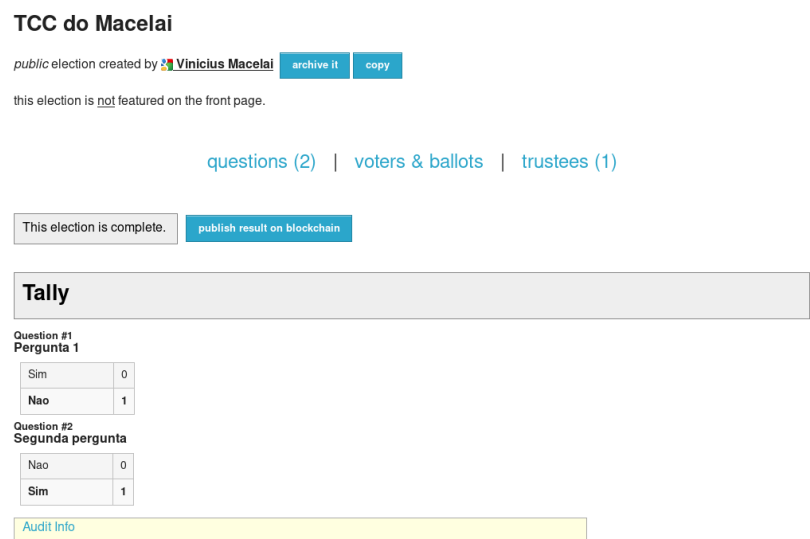 TCC do Macelai
public election created by Vinicius Macelai archive it copy
this election is not featured on the front page.
questions (2) | voters & ballots | trustees (1)
This election is complete. publish result on blockchain
Tally
Question #1
Pergunta 1
Sim 0
Nao 1
Question #2
Segunda pergunta
Nao 0
Sim 1
Audit Info